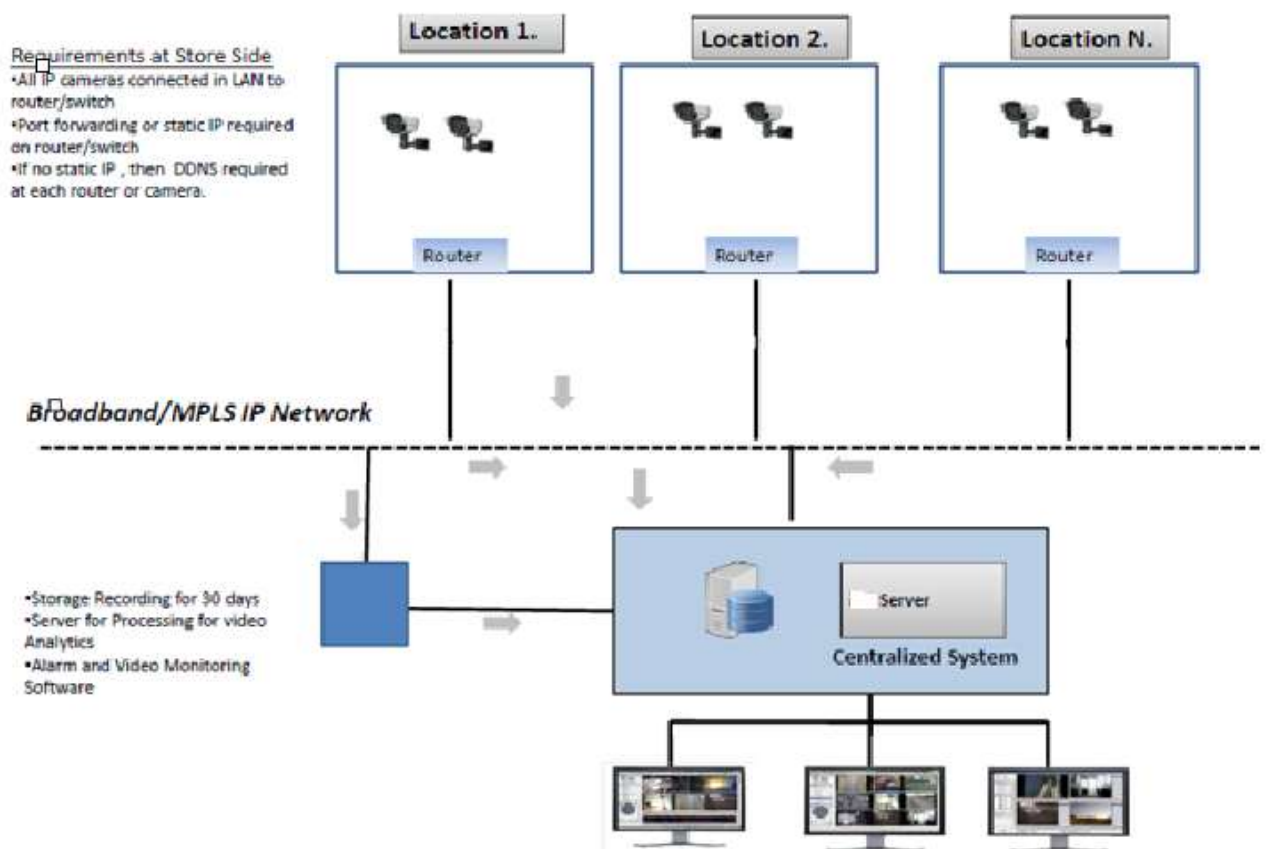 Location 1.
Location 2.
Location N.
Requirements at Store Side
•All IP cameras connected in LAN to
router/switch
•Port forwarding or static IP required
on router/switch
•If no static IP , then DDNS required
at each router or camera.
Router
Router
Router
Broadband/MPLS IP Network
•Storage Recording for 30 days
•Server for Processing for video
Analytics
•Alarm and Video Monitoring
Software
Server
Centralized System